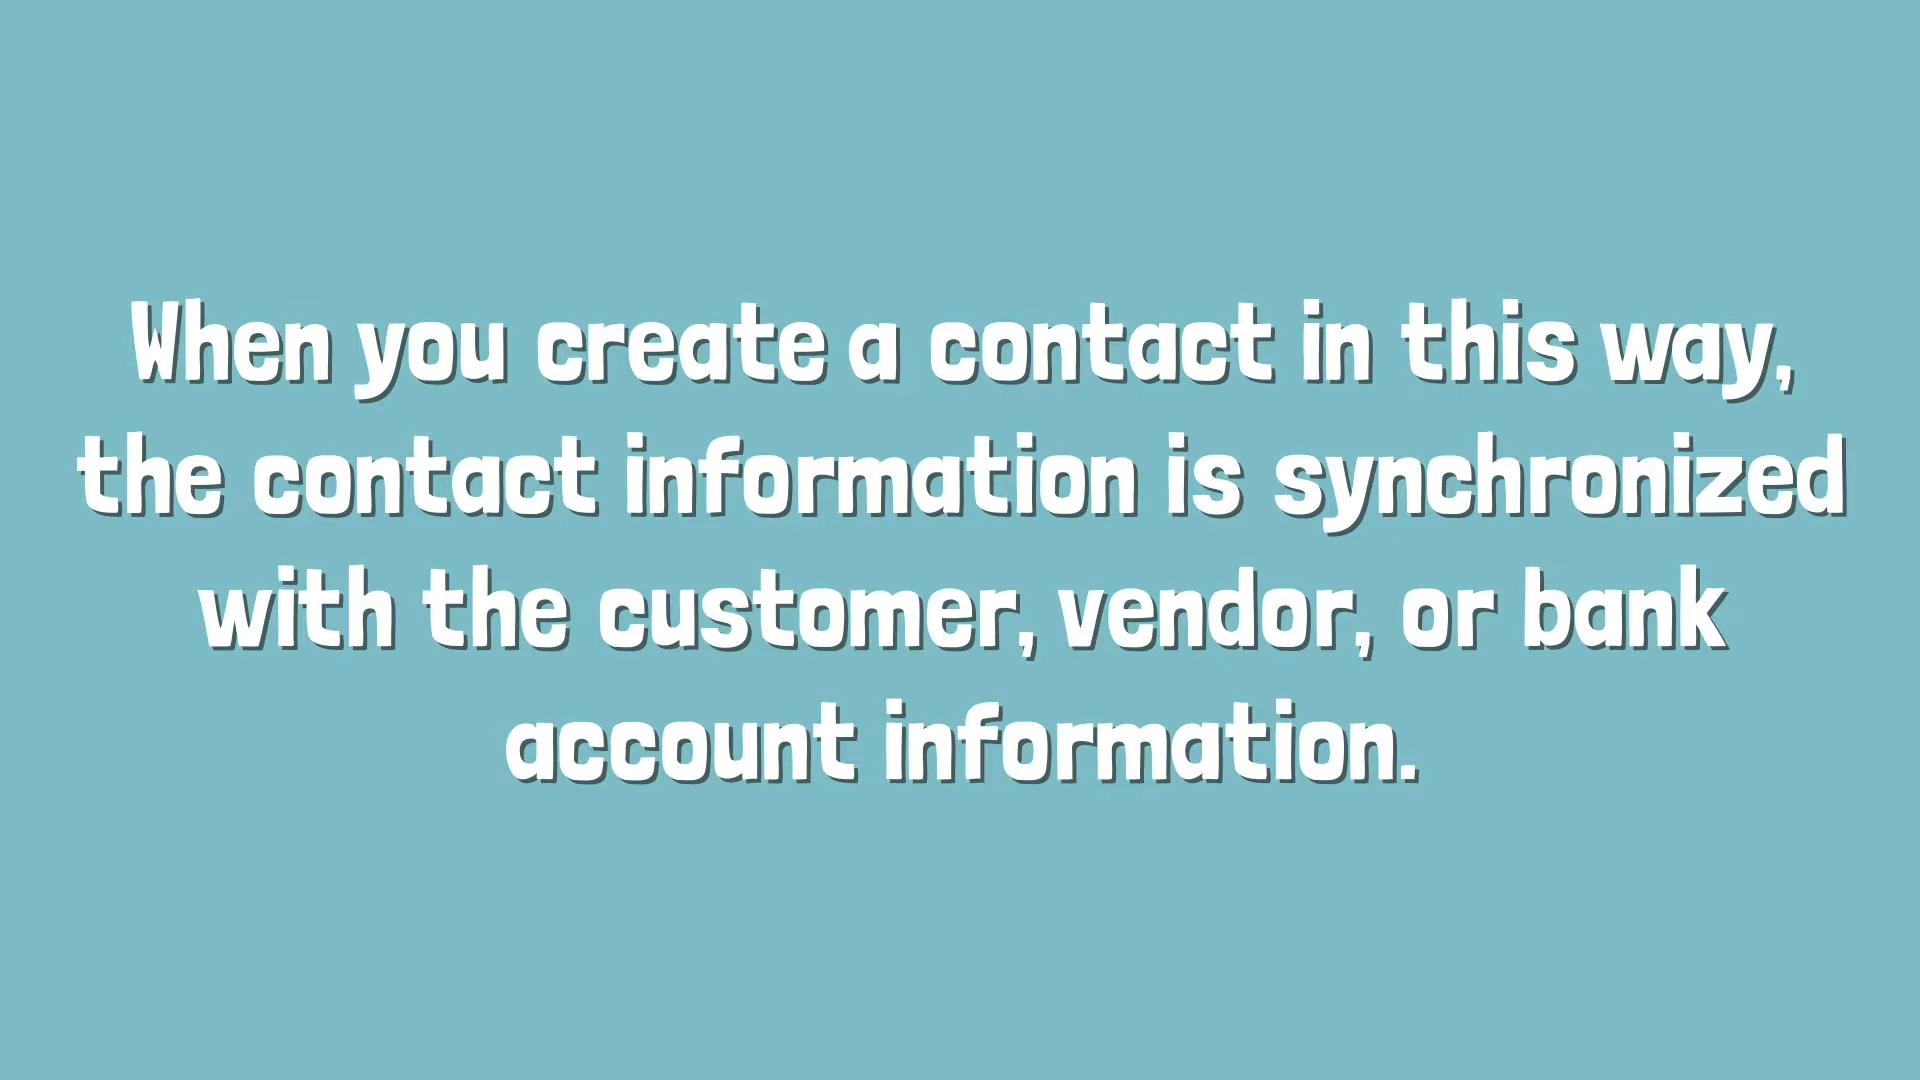 When you create a contact in this way,
the contact information is synchronized
with the customer, vendor, or bank
account information.